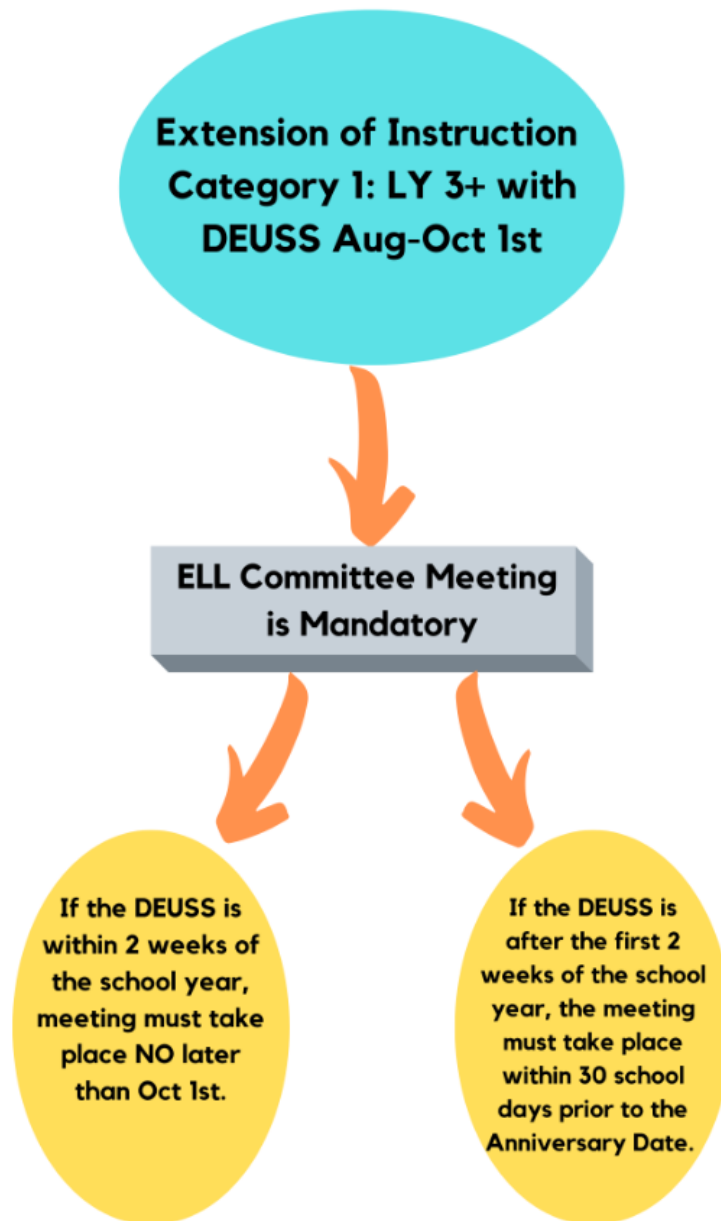 Extension of Instruction
Category 1: LY 3+ with
DEUSS Aug-Oct 1st
ELL Committee Meeting
is Mandatory
If the DEUSS is
within 2 weeks of
the school year,
meeting must take
place NO later
than Oct 1st.
If the DEUSS is
after the first 2
weeks of the school
year, the meeting
must take place
within 30 school
days prior to the
Anniversary Date.